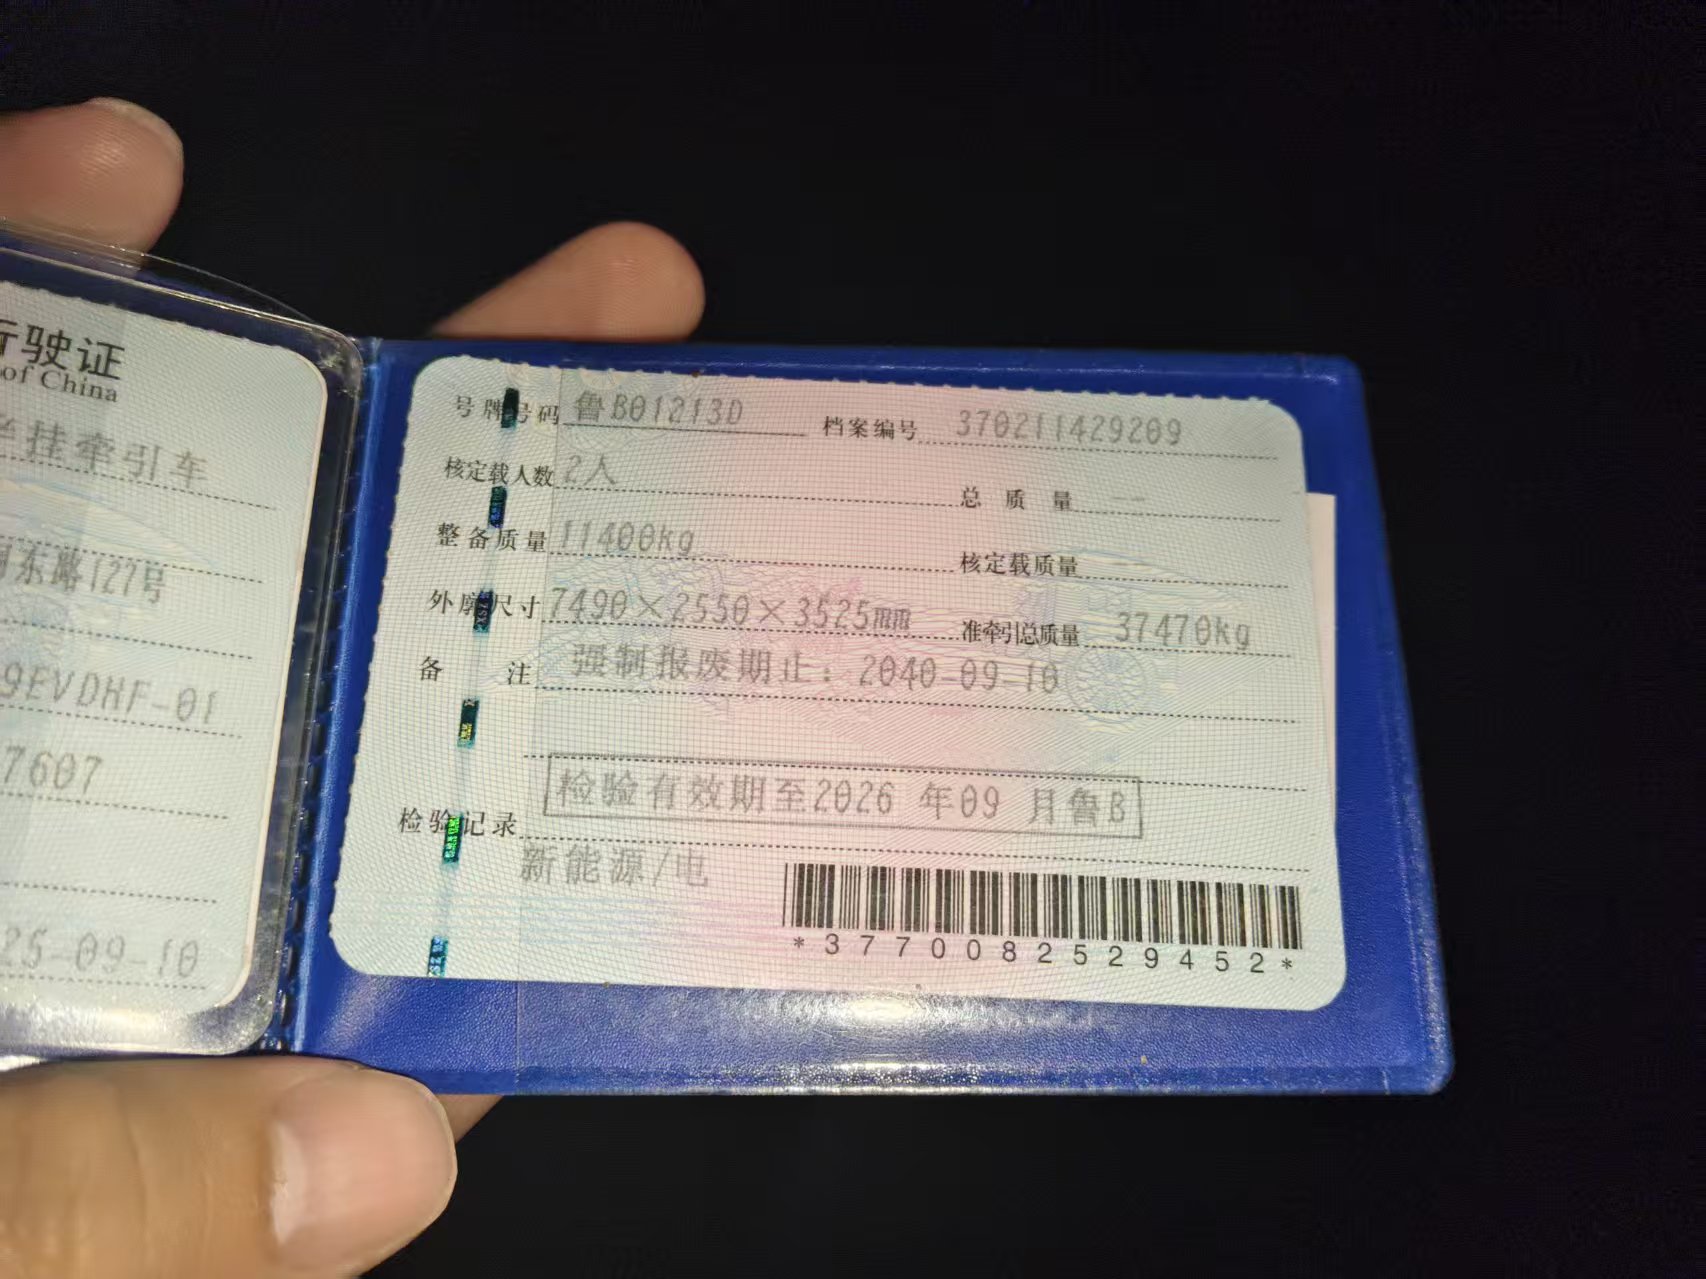 行驶证
of China
半挂牵引车
东路127号
9EVDHF-01
7607
25-09-10
号牌号码 鲁B01213D 档案编号 370211429209
核定载人数 2人 总质量 --
整备质量 11400kg 核定载质量
外廓尺寸 7490×2550×3525mm 准牵引总质量 37470kg
备注 强制报废期止：2040-09-10
检验记录 检验有效期至2026 年09 月鲁B
新能源/电
*3770082529452*